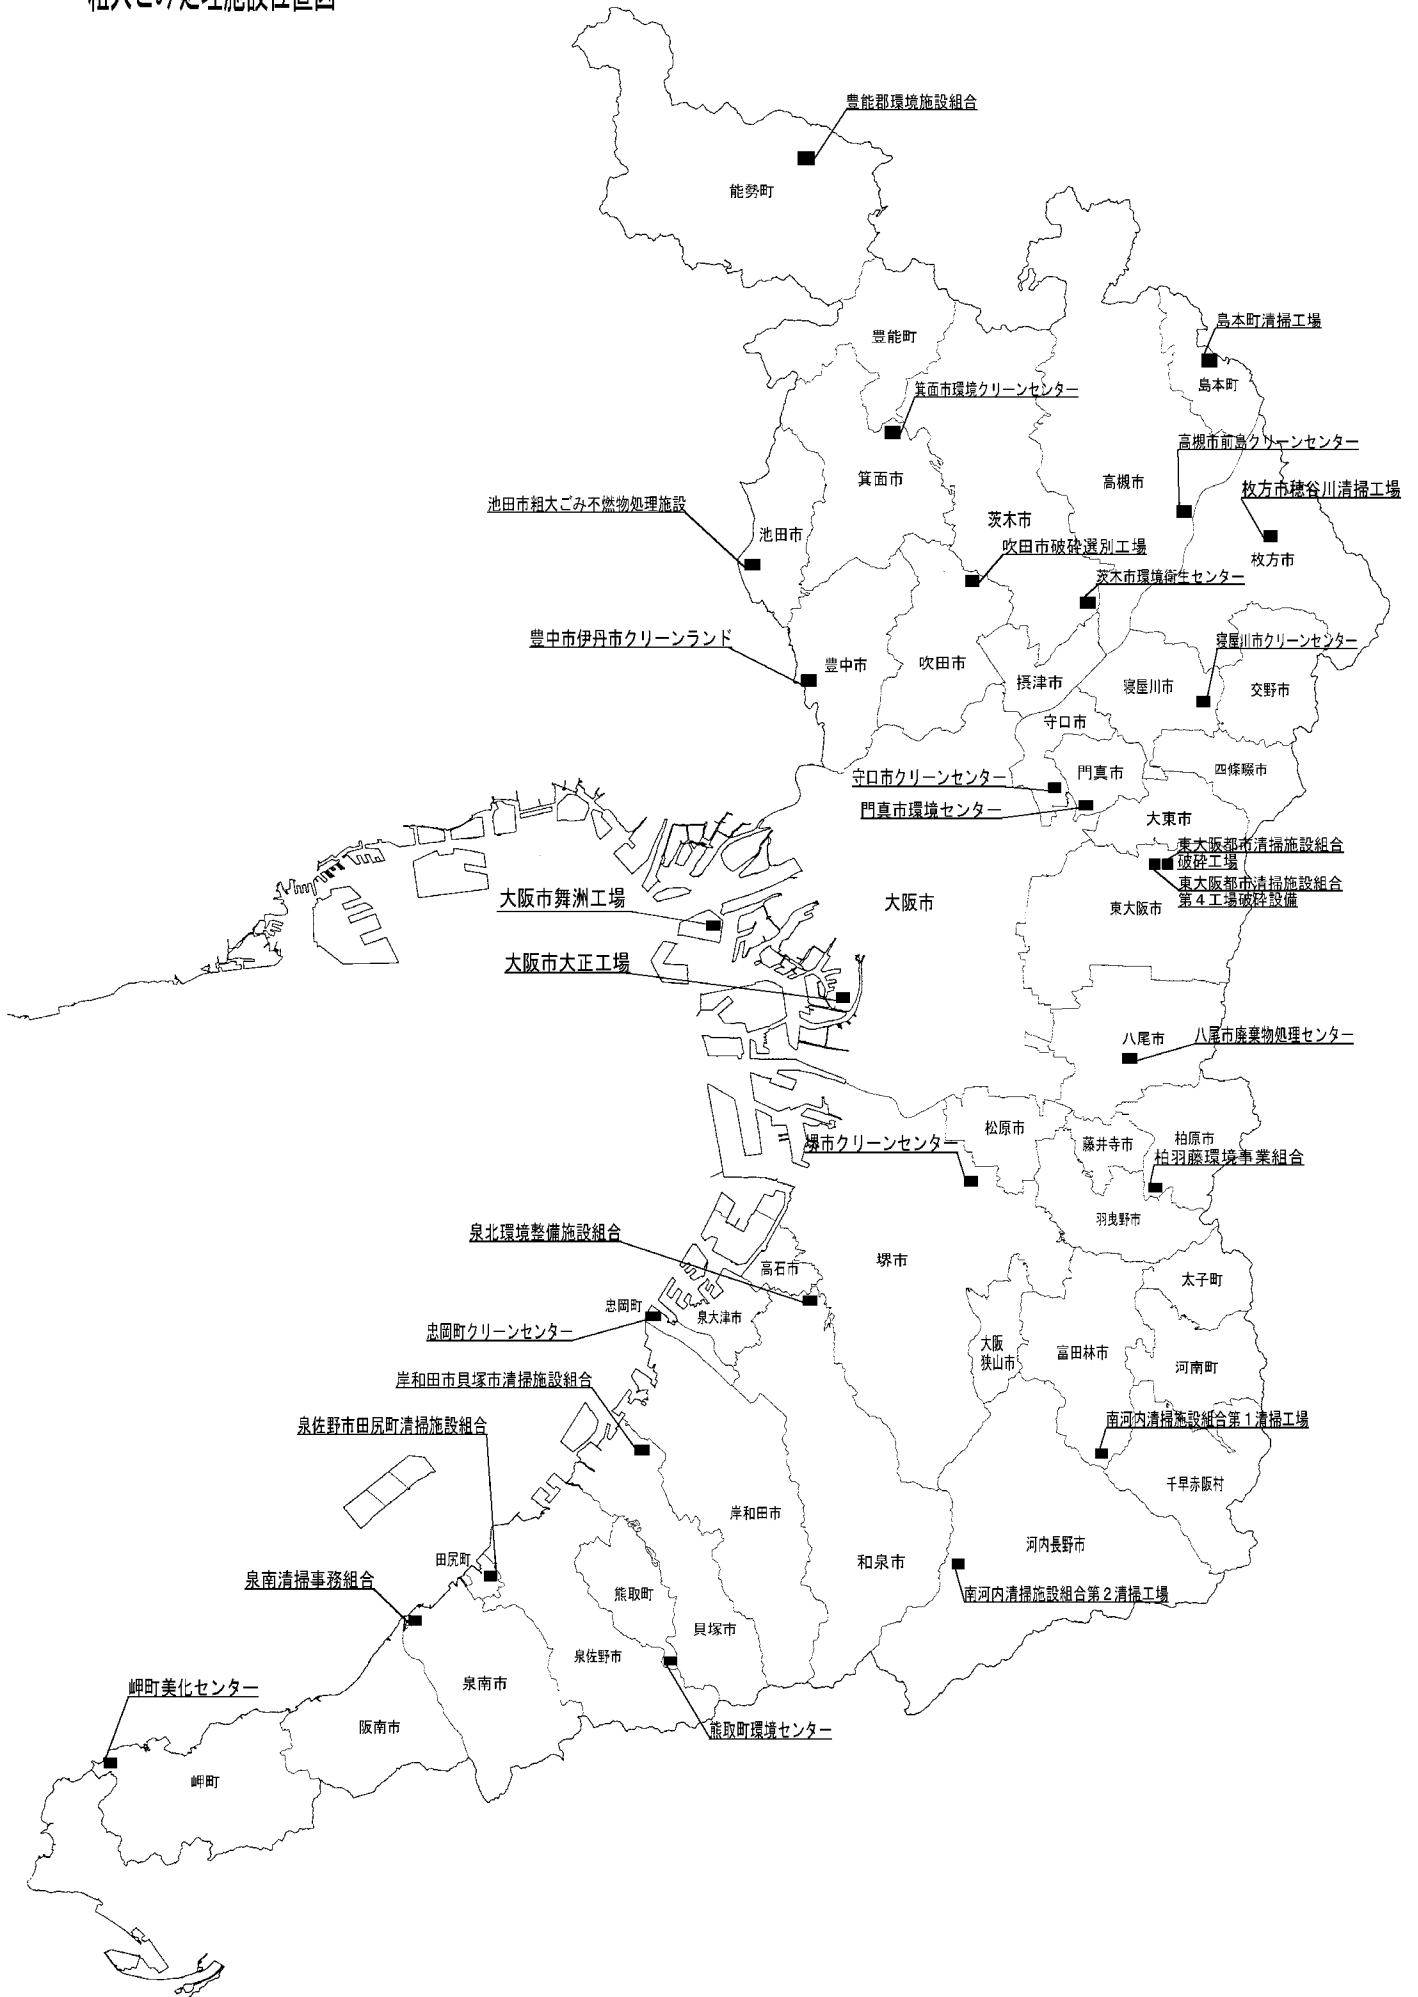 粗大ごみ処理施設位置図
豊能郡環境施設組合
能勢町
島本町清掃工場
豊能町
島本町
箕面市環境クリーンセンター
高槻市前島クリーンセンター
箕面市
高槻市
枚方市穂谷川清掃工場
池田市粗大ごみ不燃物処理施設
茨木市
池田市
吹田市破砕選別工場
枚方市
茨木市環境衛生センター
豊中市伊丹市クリーンランド
寝屋川市クリーンセンター
豊中市
吹田市
摂津市
寝屋川市
交野市
守口市
守口市クリーンセンター
門真市
四條畷市
門真市環境センター
大東市
東大阪都市清掃施設組合
破砕工場
東大阪都市清掃施設組合
第４工場破砕設備
大阪市舞洲工場
大阪市
東大阪市
大阪市大正工場
八尾市
八尾市廃棄物処理センター
松原市
堺市クリーンセンター
藤井寺市
柏原市
柏羽藤環境事業組合
羽曳野市
泉北環境整備施設組合
高石市
堺市
太子町
忠岡町
泉大津市
忠岡町クリーンセンター
大阪
狭山市
富田林市
河南町
岸和田市貝塚市清掃施設組合
泉佐野市田尻町清掃施設組合
南河内清掃施設組合第１清掃工場
千早赤阪村
岸和田市
河内長野市
田尻町
和泉市
泉南清掃事務組合
熊取町
南河内清掃施設組合第２清掃工場
貝塚市
泉佐野市
泉南市
岬町美化センター
阪南市
熊取町環境センター
岬町